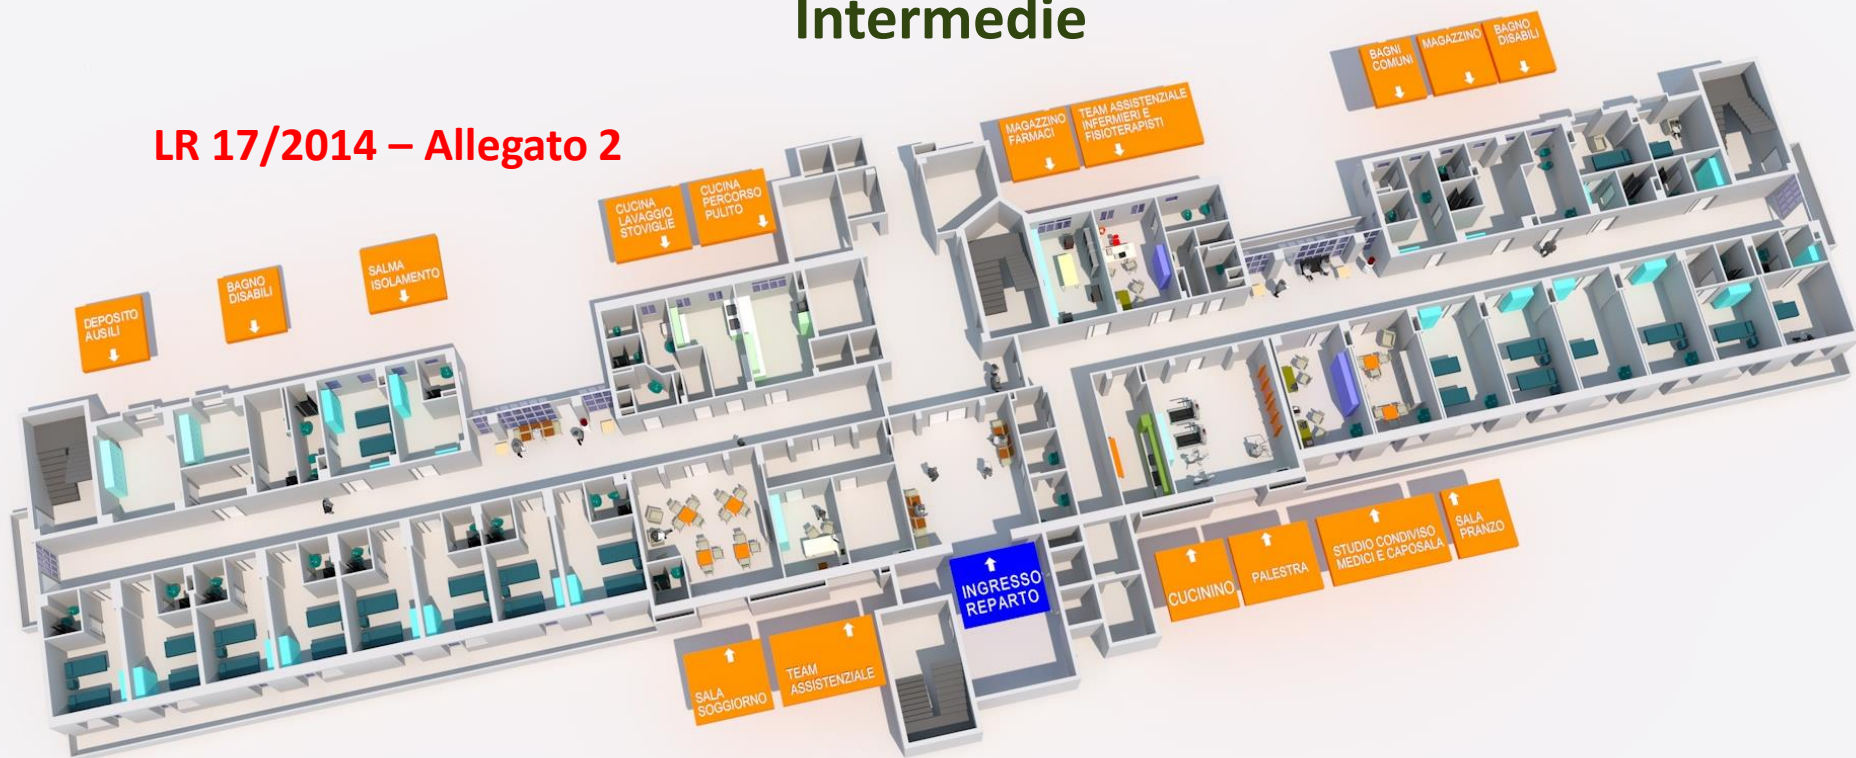 Intermedie
LR 17/2014 – Allegato 2
BAGNI
COMUNI
MAGAZZINO
BAGNO
DISABILI
MAGAZZINO
FARMACI
TEAM ASSISTENZIALE
INFERMIERI E
FISIOTERAPISTI
CUCINA
LAVAGGIO
STOVIGLIE
CUCINA
PERCORSO
PULITO
SALMA
ISOLAMENTO
BAGNO
DISABILI
DEPOSITO
AUSILI
INGRESSO
REPARTO
CUCININO
PALESTRA
STUDIO CONDIVISO
MEDICI E CAPOSALA
SALA
PRANZO
SALA
SOGGIORNO
TEAM
ASSISTENZIALE